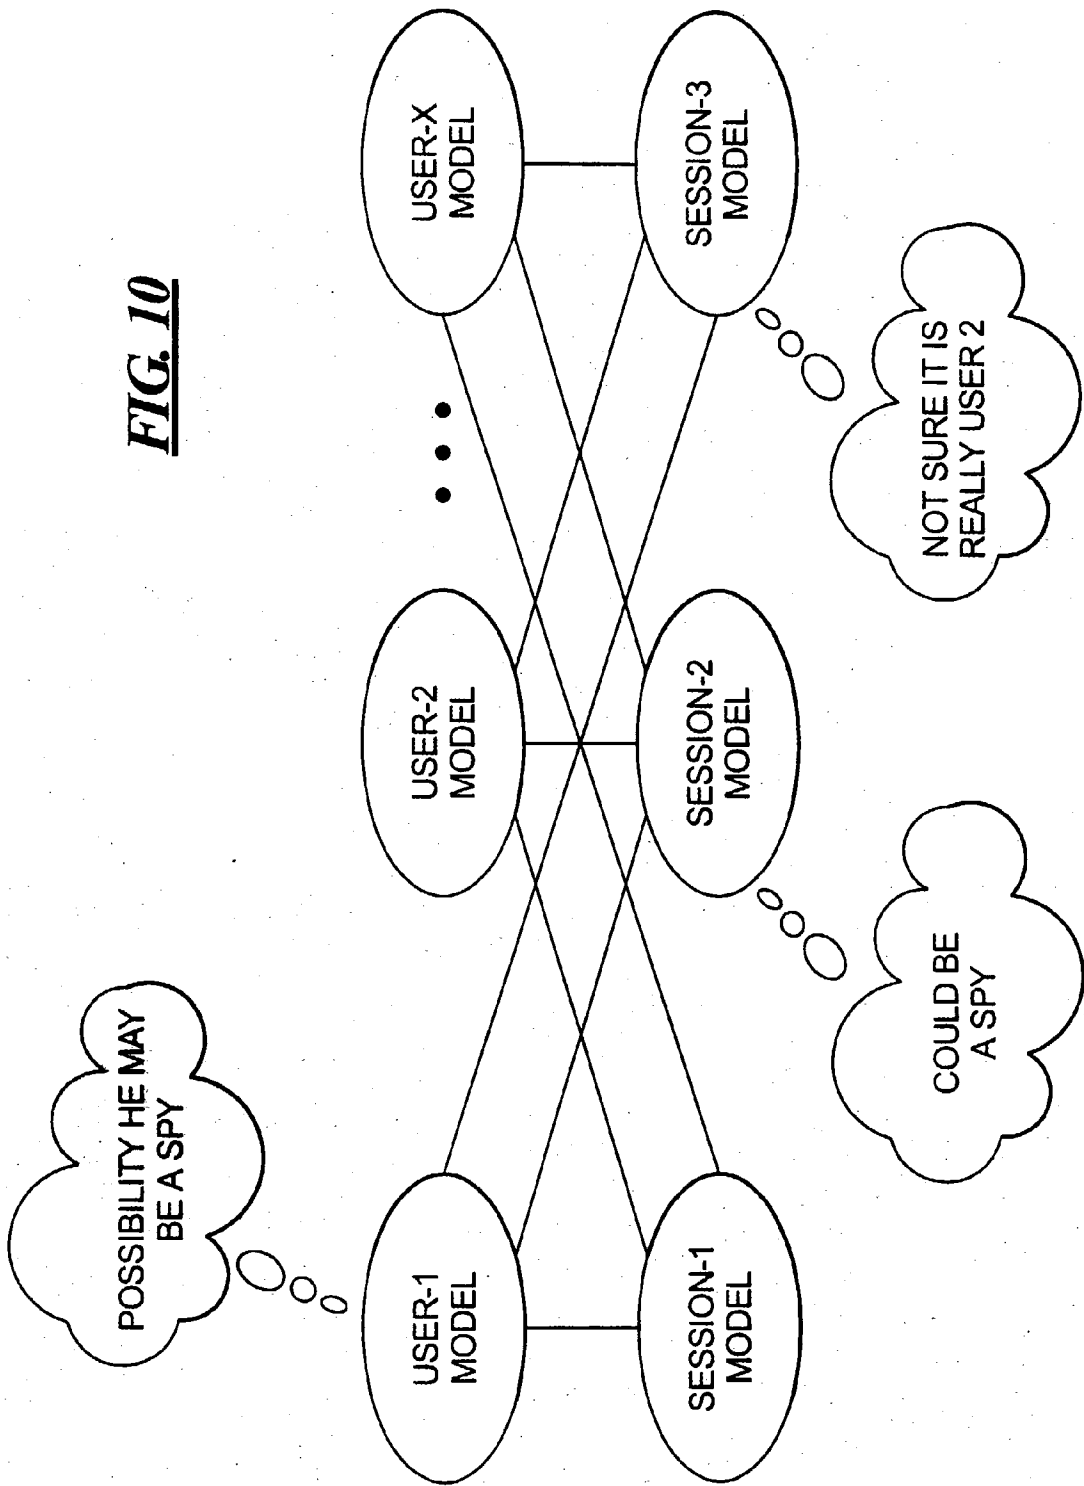 FIG. 10
POSSIBILITY HE MAY
BE A SPY
USER-1
MODEL
USER-2
MODEL
USER-X
MODEL
SESSION-1
MODEL
SESSION-2
MODEL
SESSION-3
MODEL
COULD BE
A SPY
NOT SURE IT IS
REALLY USER 2